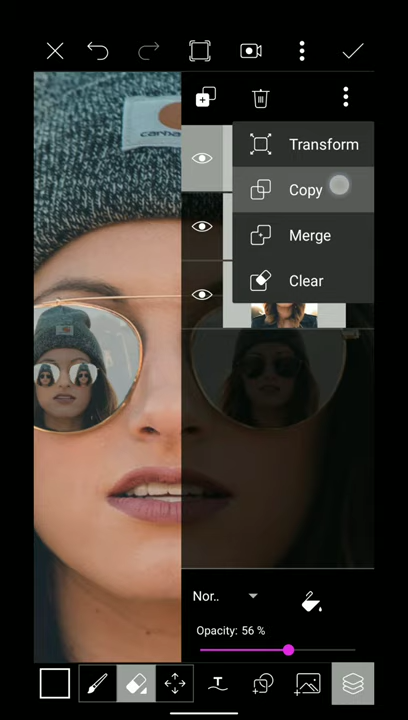 Transform
carha
Copy
Merge
Clear
Nor..
Opacity: 56 %
T